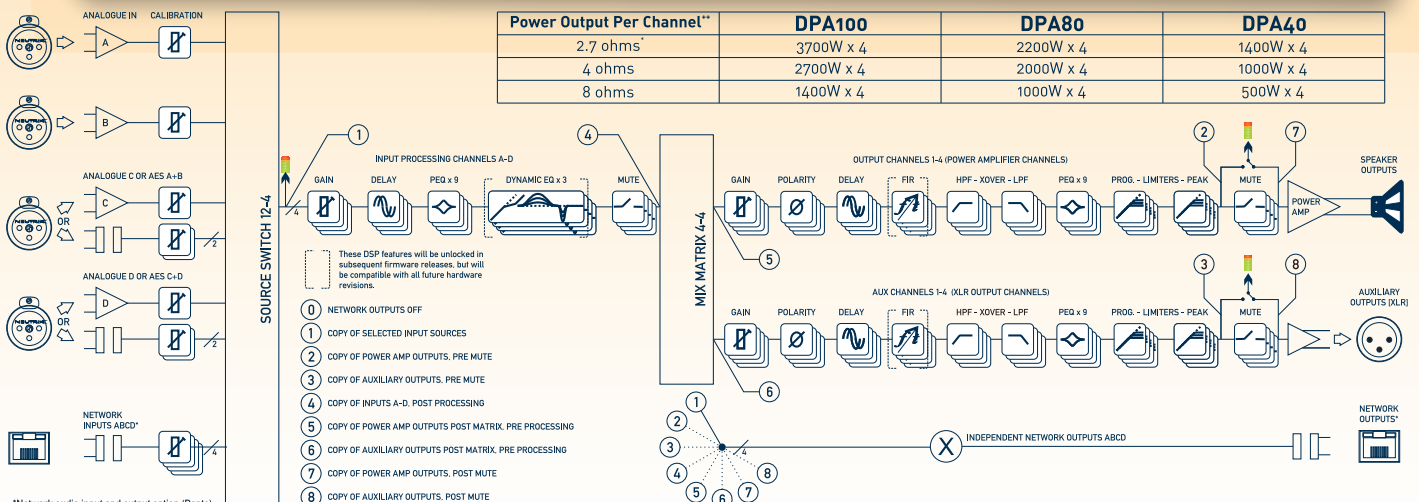 ANALOGUE IN CALIBRATION
NEUTRIK
A
NEUTRIK
B
ANALOGUE C OR AES A+B
NEUTRIK
C
OR
2
ANALOGUE D OR AES C+D
NEUTRIK
D
OR
2
NETWORK
INPUTS ABCD*
4
SOURCE SWITCH 12-4
Power Output Per Channel** DPA100 DPA80 DPA40
2.7 ohms* 3700W x 4 2200W x 4 1400W x 4
4 ohms 2700W x 4 2000W x 4 1000W x 4
8 ohms 1400W x 4 1000W x 4 500W x 4
1
4
4
INPUT PROCESSING CHANNELS A-D
GAIN DELAY PEQ x 9 DYNAMIC EQ x 3 MUTE
These DSP features will be unlocked in
subsequent firmware releases, but will
be compatible with all future hardware
revisions.
0 NETWORK OUTPUTS OFF
1 COPY OF SELECTED INPUT SOURCES
2 COPY OF POWER AMP OUTPUTS, PRE MUTE
3 COPY OF AUXILIARY OUTPUTS, PRE MUTE
4 COPY OF INPUTS A-D, POST PROCESSING
5 COPY OF POWER AMP OUTPUTS POST MATRIX, PRE PROCESSING
6 COPY OF AUXILIARY OUTPUTS POST MATRIX, PRE PROCESSING
7 COPY OF POWER AMP OUTPUTS, POST MUTE
8 COPY OF AUXILIARY OUTPUTS, POST MUTE
MIX MATRIX 4-4
OUTPUT CHANNELS 1-4 (POWER AMPLIFIER CHANNELS)
GAIN POLARITY DELAY FIR HPF - XOVER - LPF PEQ x 9 PROG. - LIMITERS - PEAK MUTE
2
7
POWER
AMP
SPEAKER
OUTPUTS
5
AUX CHANNELS 1-4 (XLR OUTPUT CHANNELS)
GAIN POLARITY DELAY FIR HPF - XOVER - LPF PEQ x 9 PROG. - LIMITERS - PEAK MUTE
3
8
AUXILIARY
OUTPUTS [XLR]
6
1
2
3
4
5
6
7
8
4
X
INDEPENDENT NETWORK OUTPUTS ABCD
NETWORK
OUTPUTS*